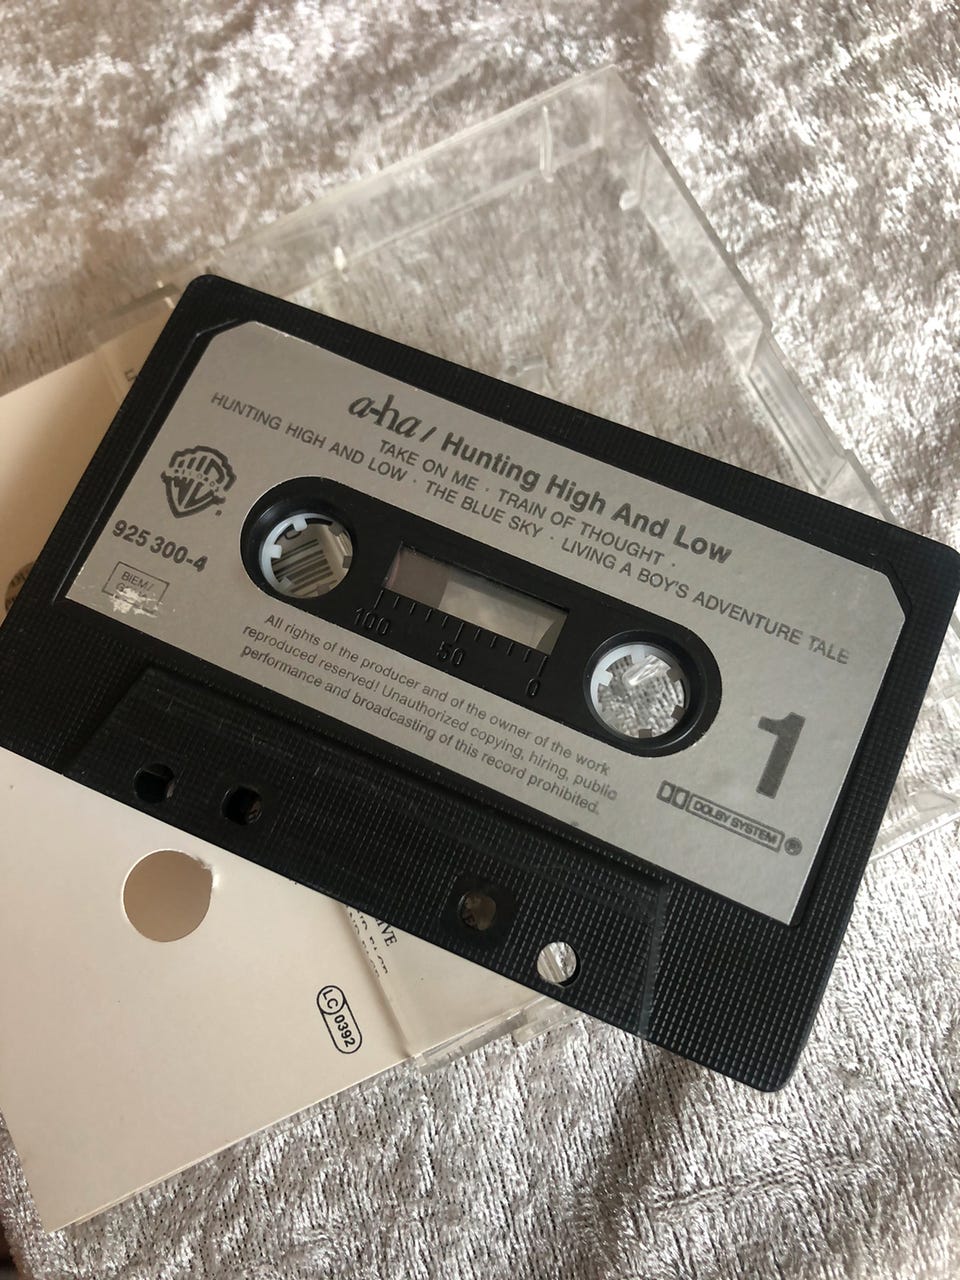 a-ha / Hunting High And Low
TAKE ON ME · TRAIN OF THOUGHT ·
HUNTING HIGH AND LOW · THE BLUE SKY · LIVING A BOY'S ADVENTURE TALE
RECORDS
®
925 300-4
BIEM/
100
50
0
All rights of the producer and of the owner of the work
reproduced reserved! Unauthorized copying, hiring, public
performance and broadcasting of this record prohibited.
1
DOLBY SYSTEM ®
LC 0392